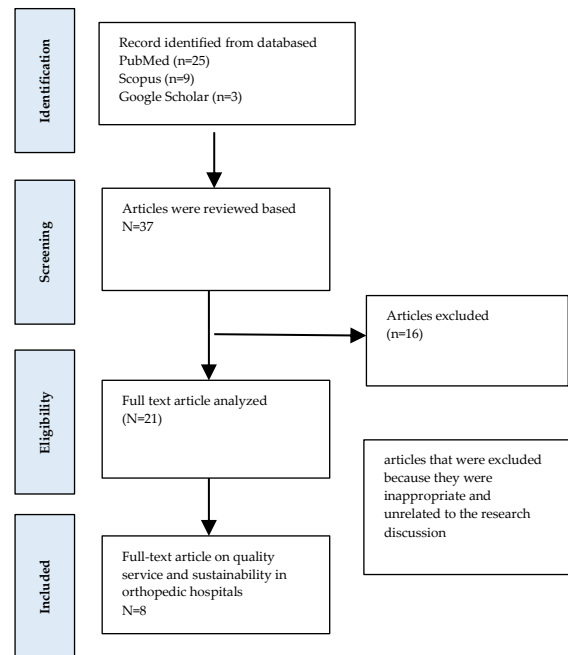 Identification
Record identified from databased
PubMed (n=25)
Scopus (n=9)
Google Scholar (n=3)
Screening
Articles were reviewed based
N=37
Articles excluded
(n=16)
Eligibility
Full text article analyzed
(N=21)
articles that were excluded
because they were
inappropriate and
unrelated to the research
discussion
Included
Full-text article on quality
service and sustainability in
orthopedic hospitals
N=8